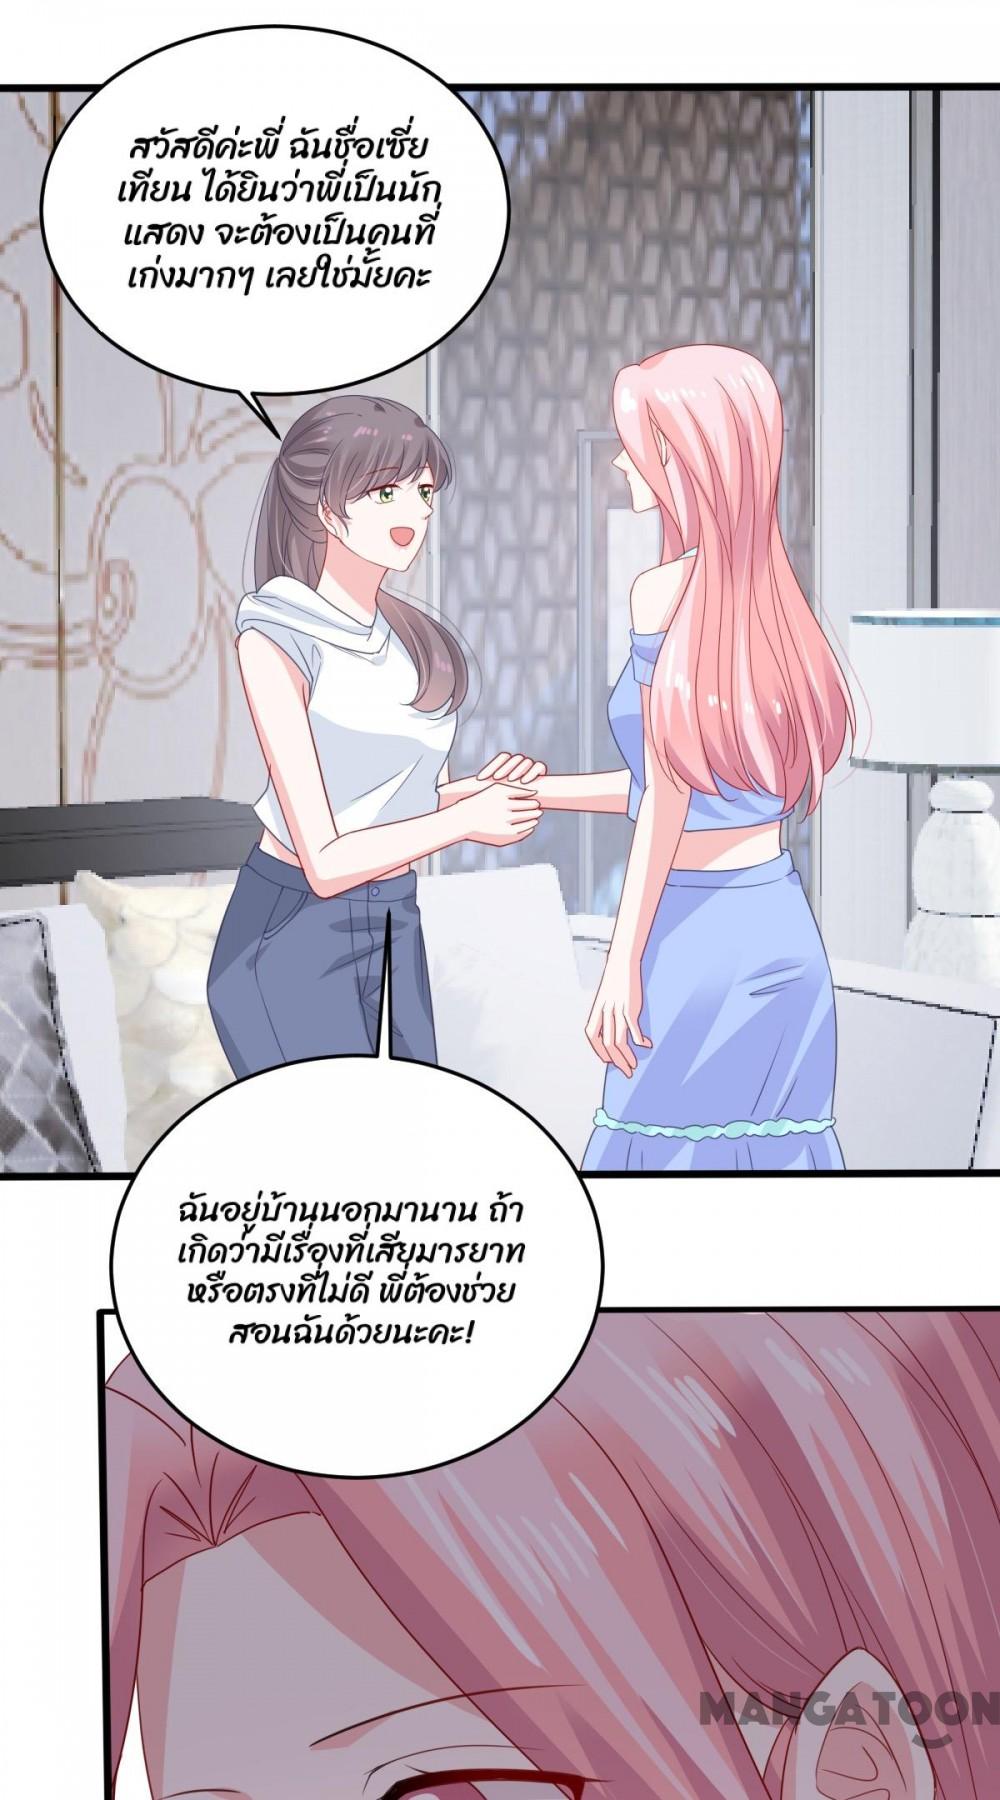 สวัสดีค่ะพี่ ฉันชื่อเซี่ย
เทียน ได้ยินว่าพี่เป็นนัก
แสดง จะต้องเป็นคนที่
เก่งมากๆ เลยใช่มั้ยคะ
ฉันอยู่บ้านนอกมานาน ถ้า
เกิดว่ามีเรื่องที่เสียมารยาท
หรือตรงที่ไม่ดี พี่ต้องช่วย
สอนฉันด้วยนะคะ!
MANGATOON